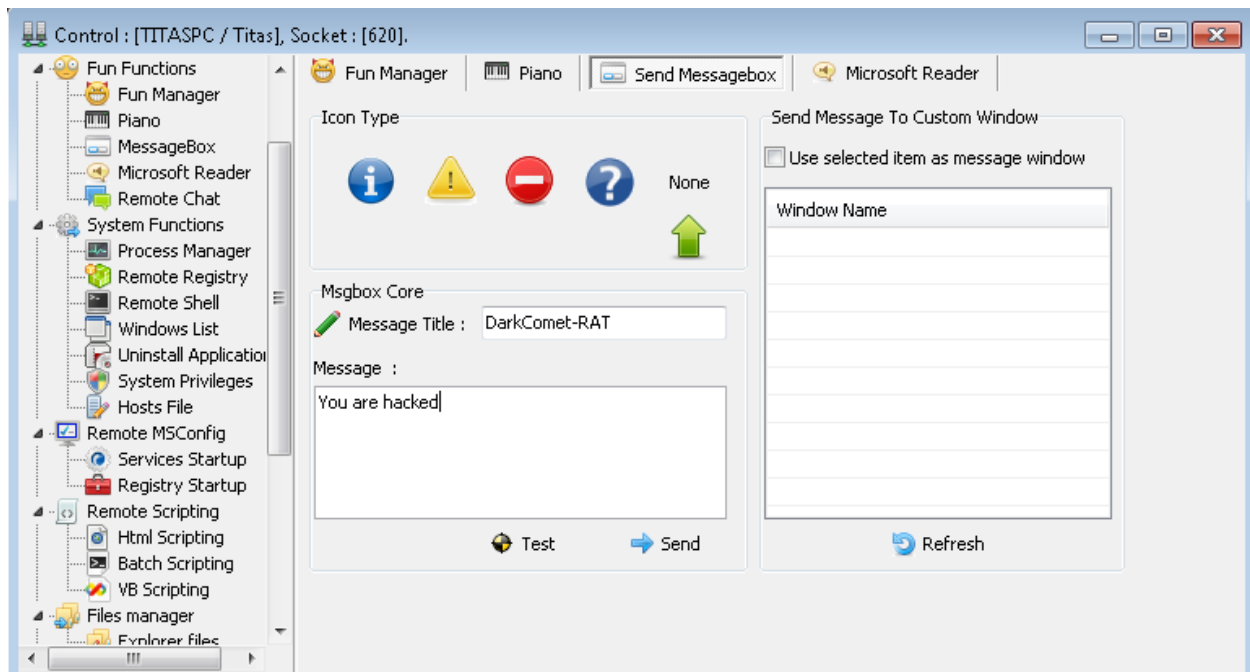 Control : [TITASPC / Titas], Socket : [620].
Fun Functions
Fun Manager
Piano
MessageBox
Microsoft Reader
Remote Chat
System Functions
Process Manager
Remote Registry
Remote Shell
Windows List
Uninstall Application
System Privileges
Hosts File
Remote MSConfig
Services Startup
Registry Startup
Remote Scripting
Html Scripting
Batch Scripting
VB Scripting
Files manager
Explorer files
Fun Manager
Piano
Send Messagebox
Microsoft Reader
Icon Type
None
Msgbox Core
Message Title :
DarkComet-RAT
Message :
You are hacked
Test
Send
Send Message To Custom Window
Use selected item as message window
Window Name
Refresh